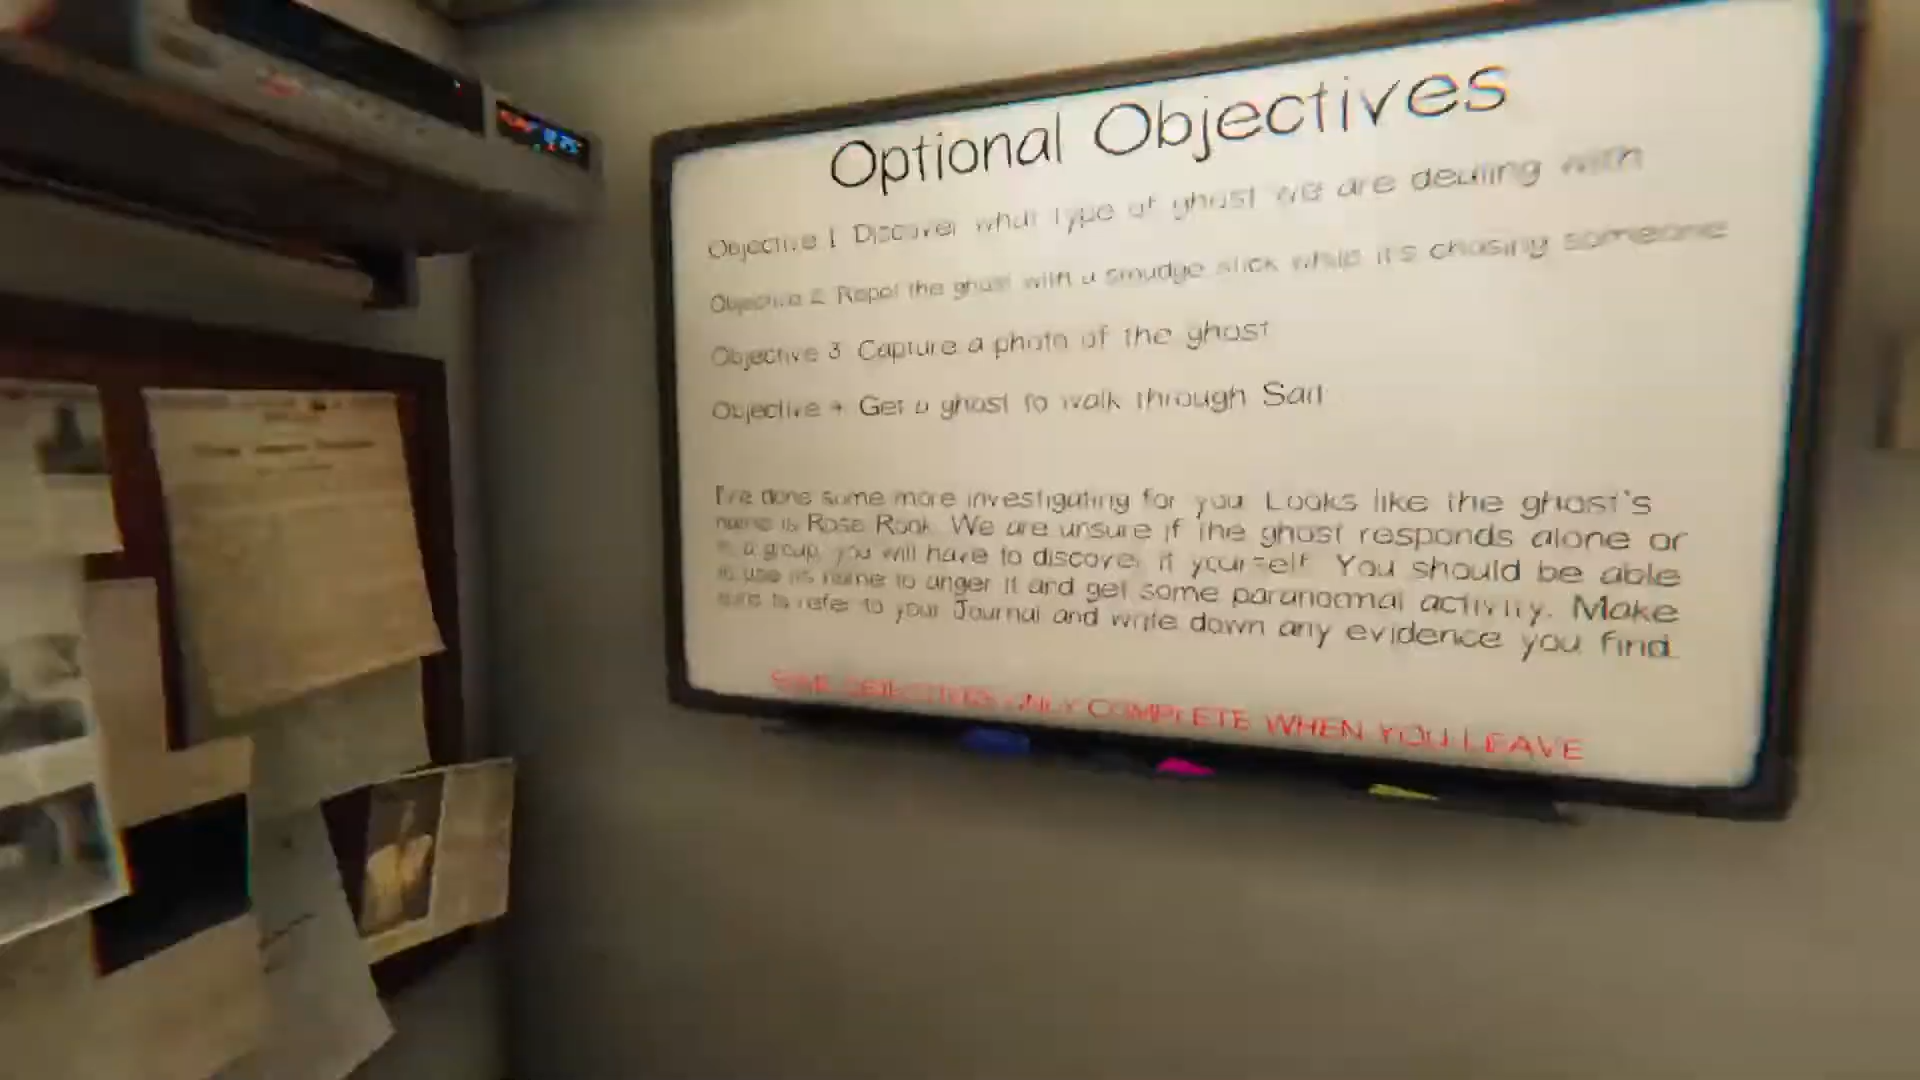 Optional Objectives
Objective 1 Discover what type of ghost we are dealing with
Objective 2 Repel the ghost with a smudge stick while it's chasing someone
Objective 3 Capture a photo of the ghost
Objective 4 Get a ghost to walk through Salt
I've done some more investigating for you Looks like the ghost's
name is Rose Ronk. We are unsure if the ghost responds alone or
in a group, you will have to discover it yourself. You should be able
to use its name to anger it and get some paranormal activity. Make
sure to refer to your Journal and write down any evidence you find.
SOME OBJECTIVES ONLY COMPLETE WHEN YOU LEAVE